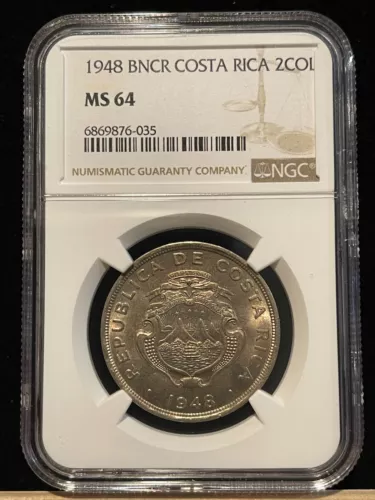 1948 BNCR COSTA RICA 2COL
MS 64
6869876-035
NUMISMATIC GUARANTY COMPANY
NGC
REPUBLICA DE COSTA RICA
1948